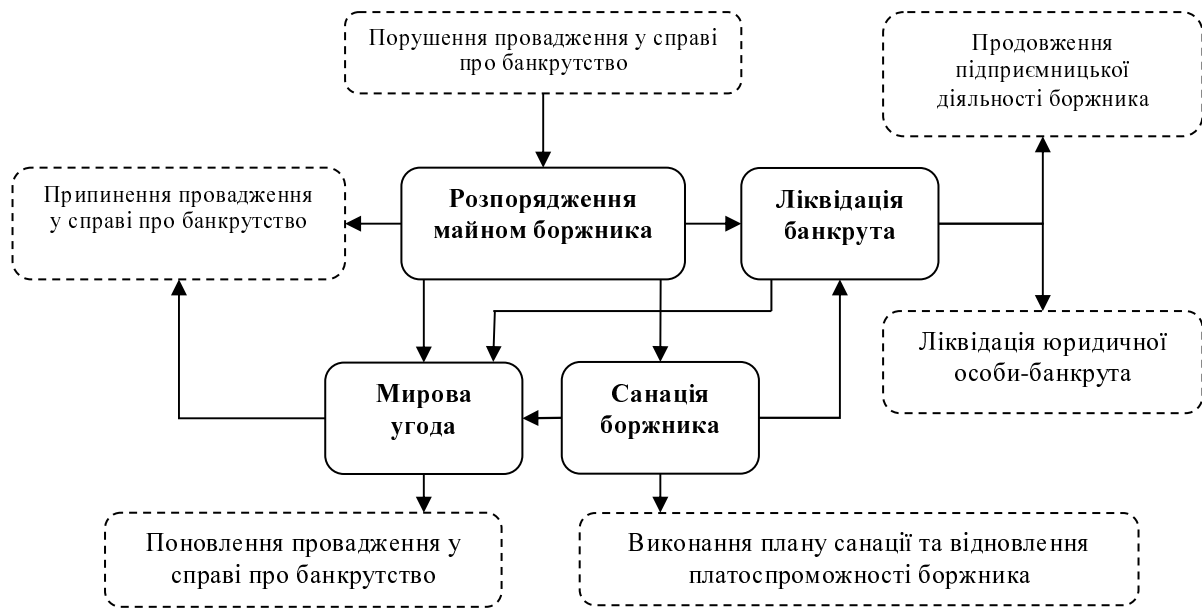 Порушення провадження у справі
про банкрутство
Продовження
підприємницької
діяльності боржника
Припинення провадження
у справі про банкрутство
Розпорядження
майном боржника
Ліквідація
банкрута
Ліквідація юридичної
особи-банкрута
Мирова
угода
Санація
боржника
Поновлення провадження у
справі про банкрутство
Виконання плану санації та відновлення
платоспроможності боржника